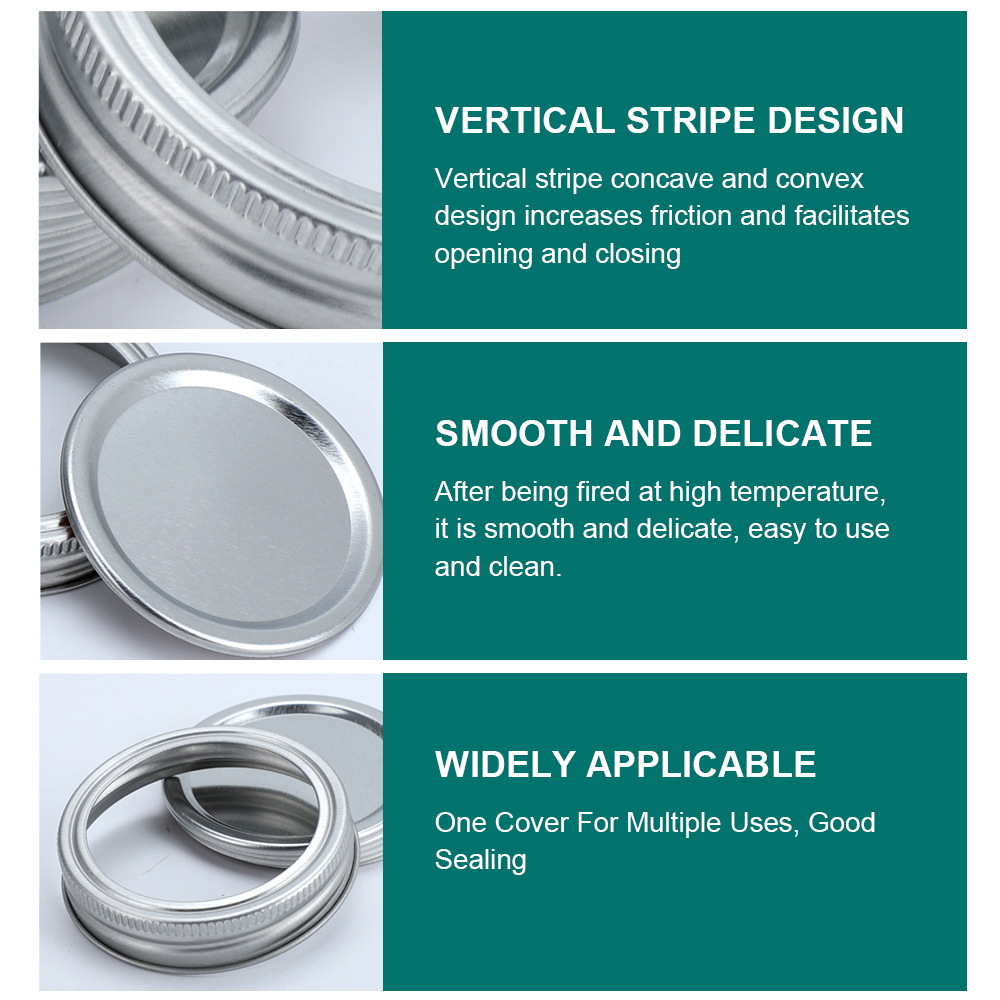 VERTICAL STRIPE DESIGN
Vertical stripe concave and convex
design increases friction and facilitates
opening and closing
SMOOTH AND DELICATE
After being fired at high temperature,
it is smooth and delicate, easy to use
and clean.
WIDELY APPLICABLE
One Cover For Multiple Uses, Good
Sealing